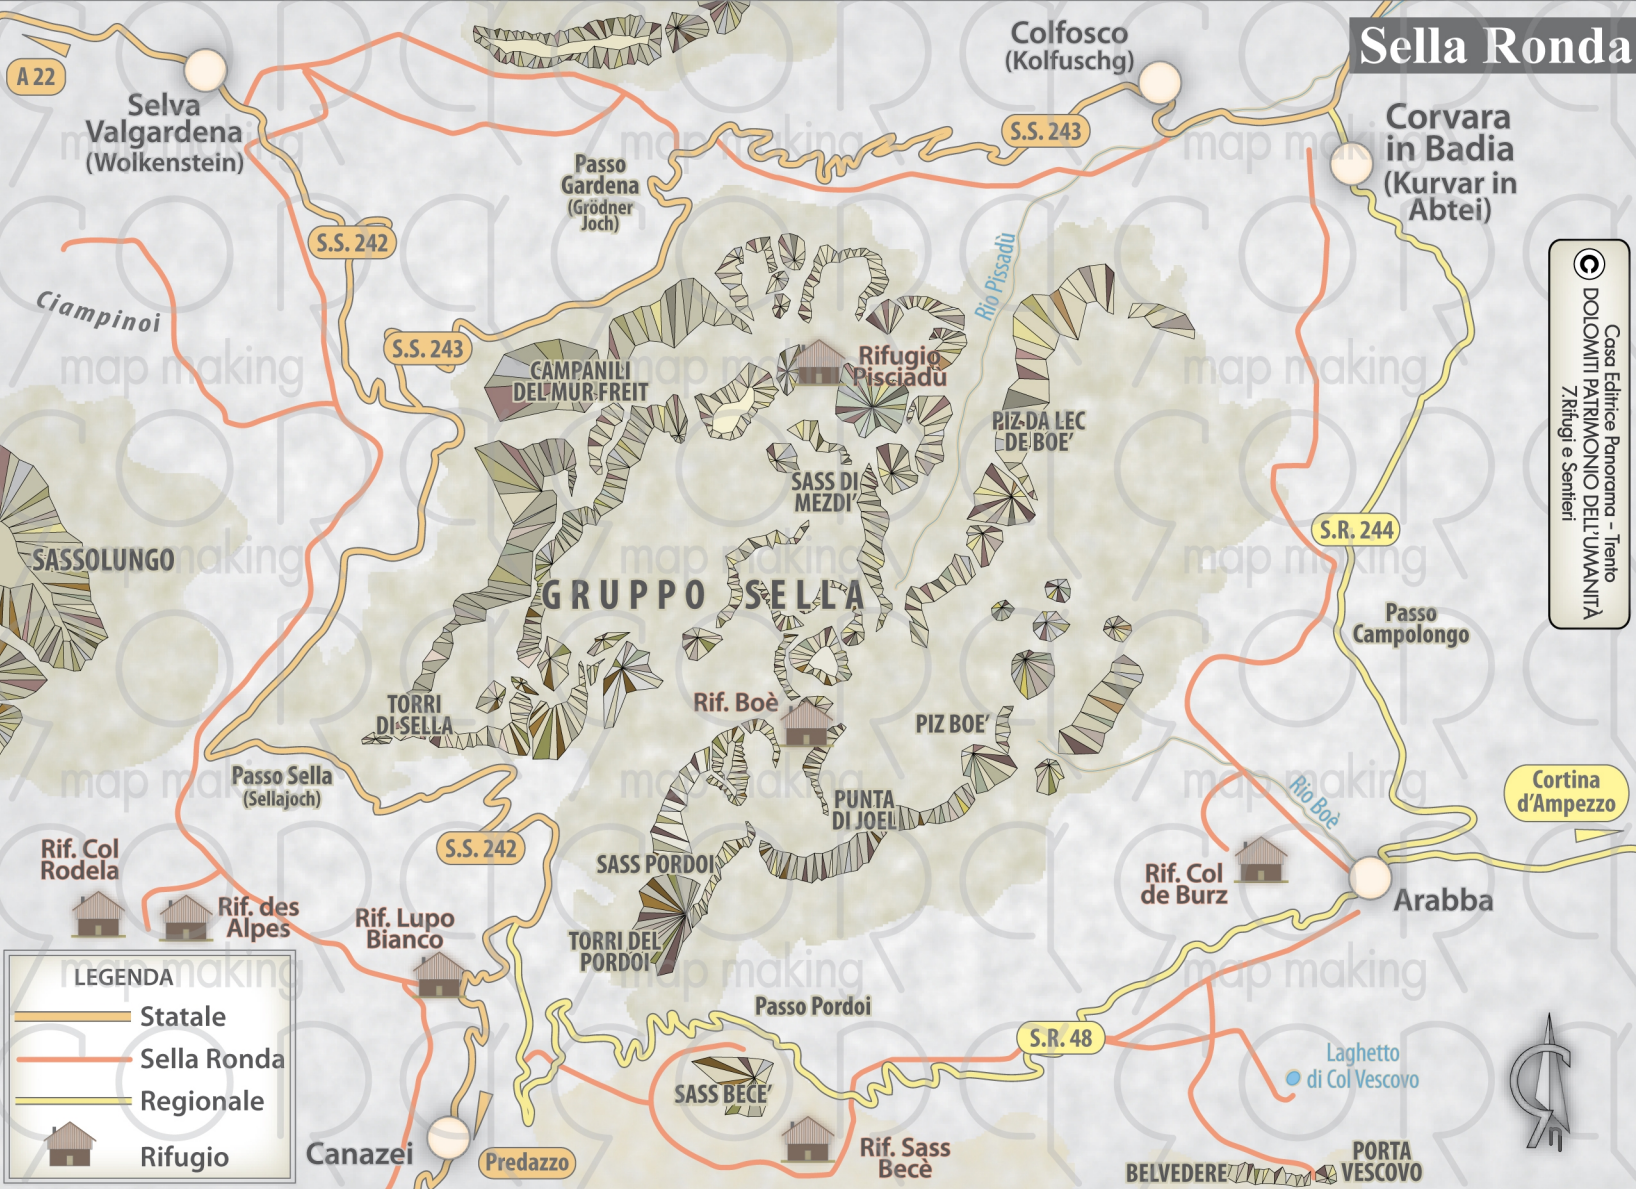 Sella Ronda
A 22
Selva
Valgardena
(Wolkenstein)
Colfosco
(Kolfuschg)
S.S. 243
Corvara
in Badia
(Kurvar in
Abtei)
Passo
Gardena
(Grödner
Joch)
S.S. 242
Ciampinoi
S.S. 243
Rio Pissadù
CAMPANILI
DEL MUR FREIT
Rifugio
Pisciadù
PIZ DA LEC
DE BOE'
SASS DI
MEZDI'
SASSOLUNGO
GRUPPO SELLA
S.R. 244
Passo
Campolongo
TORRI
DI SELLA
Rif. Boè
PIZ BOE'
Passo Sella
(Sellajoch)
PUNTA
DI JOEL
Rio Boè
Cortina
d'Ampezzo
S.S. 242
SASS PORDOI
Rif. Col
Rodela
Rif. des
Alpes
Rif. Lupo
Bianco
Rif. Col
de Burz
Arabba
TORRI DEL
PORDOI
Passo Pordoi
S.R. 48
SASS BECE'
Laghetto
di Col Vescovo
Rif. Sass
Becè
Canazei
Predazzo
BELVEDERE
PORTA
VESCOVO
LEGENDA
Statale
Sella Ronda
Regionale
Rifugio
Casa Editrice Panorama - Trento
© DOLOMITI PATRIMONIO DELL'UMANITÀ
7.Rifugi e Sentieri
map making